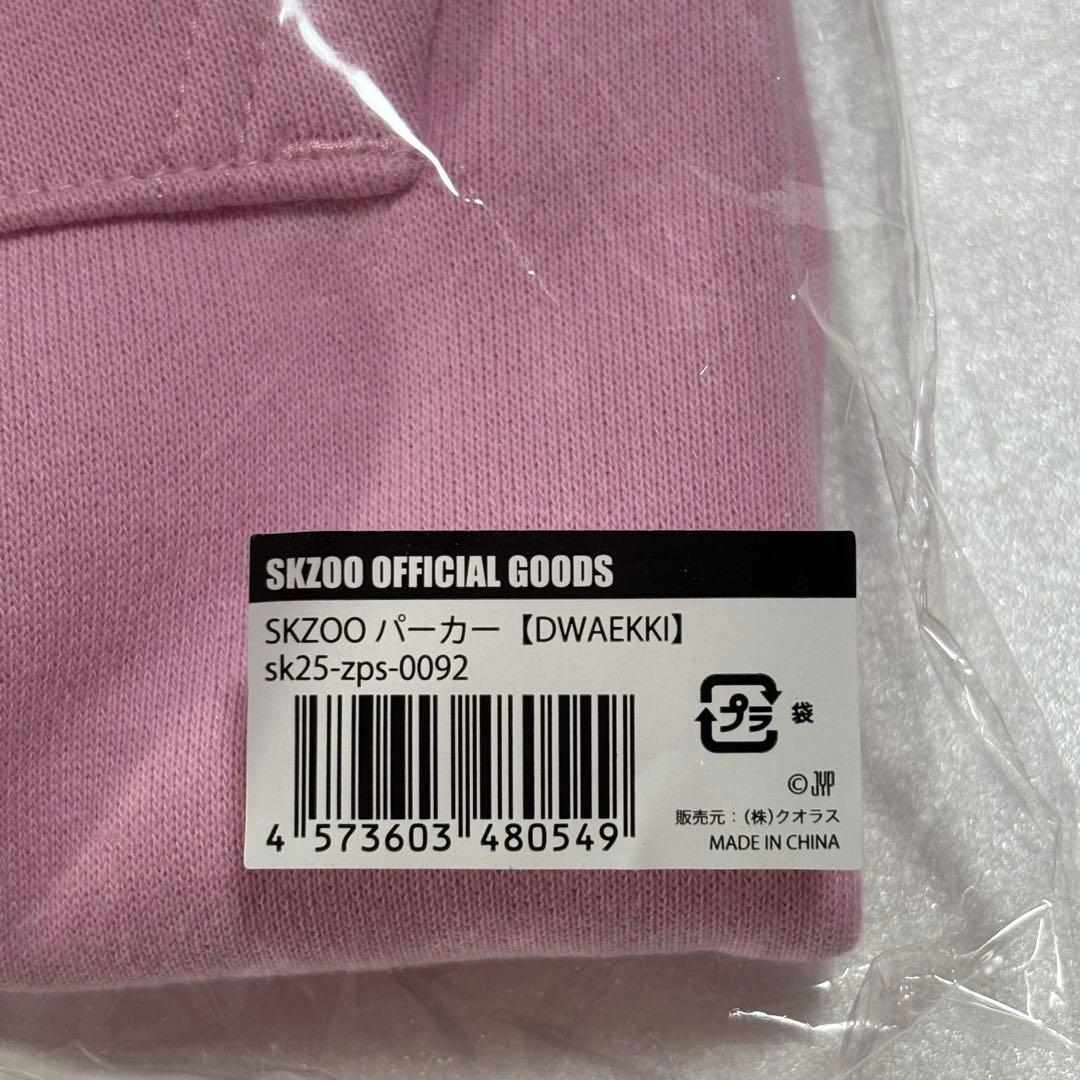 SKZOO OFFICIAL GOODS
SKZOO パーカー【DWAEKKI】
sk25-zps-0092
プラ 袋
4 573603 480549
©JYP
販売元：(株)クオラス
MADE IN CHINA